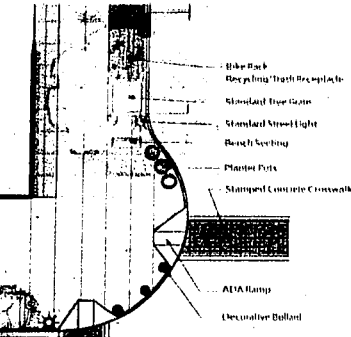 Bike Rack
Recycling/Trash Receptacle
Standard Tree Grate
Standard Street Light
Bench Seating
Planter Pots
Stamped Concrete Crosswalk
ADA Ramp
Decorative Bollard